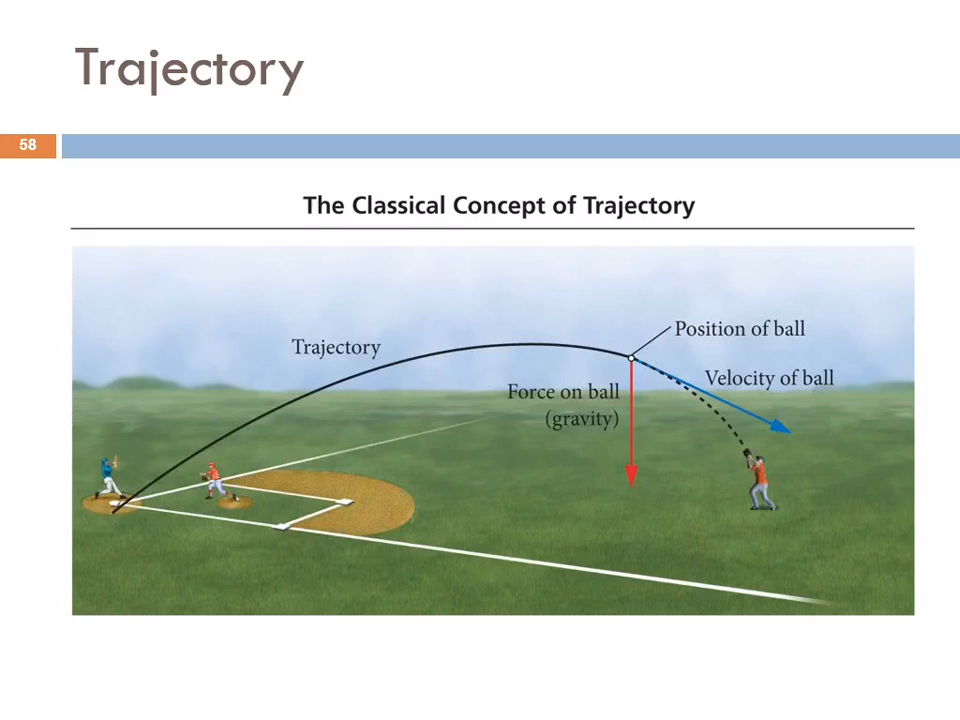 Trajectory
58
The Classical Concept of Trajectory
Position of ball
Trajectory
Velocity of ball
Force on ball
(gravity)